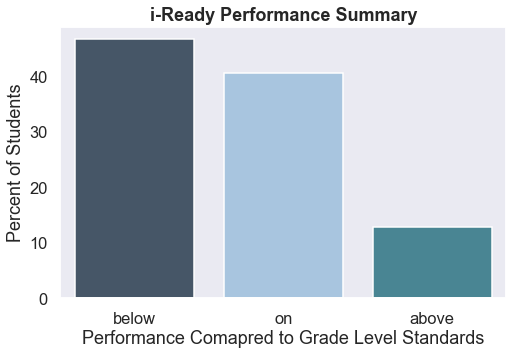 i-Ready Performance Summary
Percent of Students
40
30
20
10
0
below
on
above
Performance Comapred to Grade Level Standards